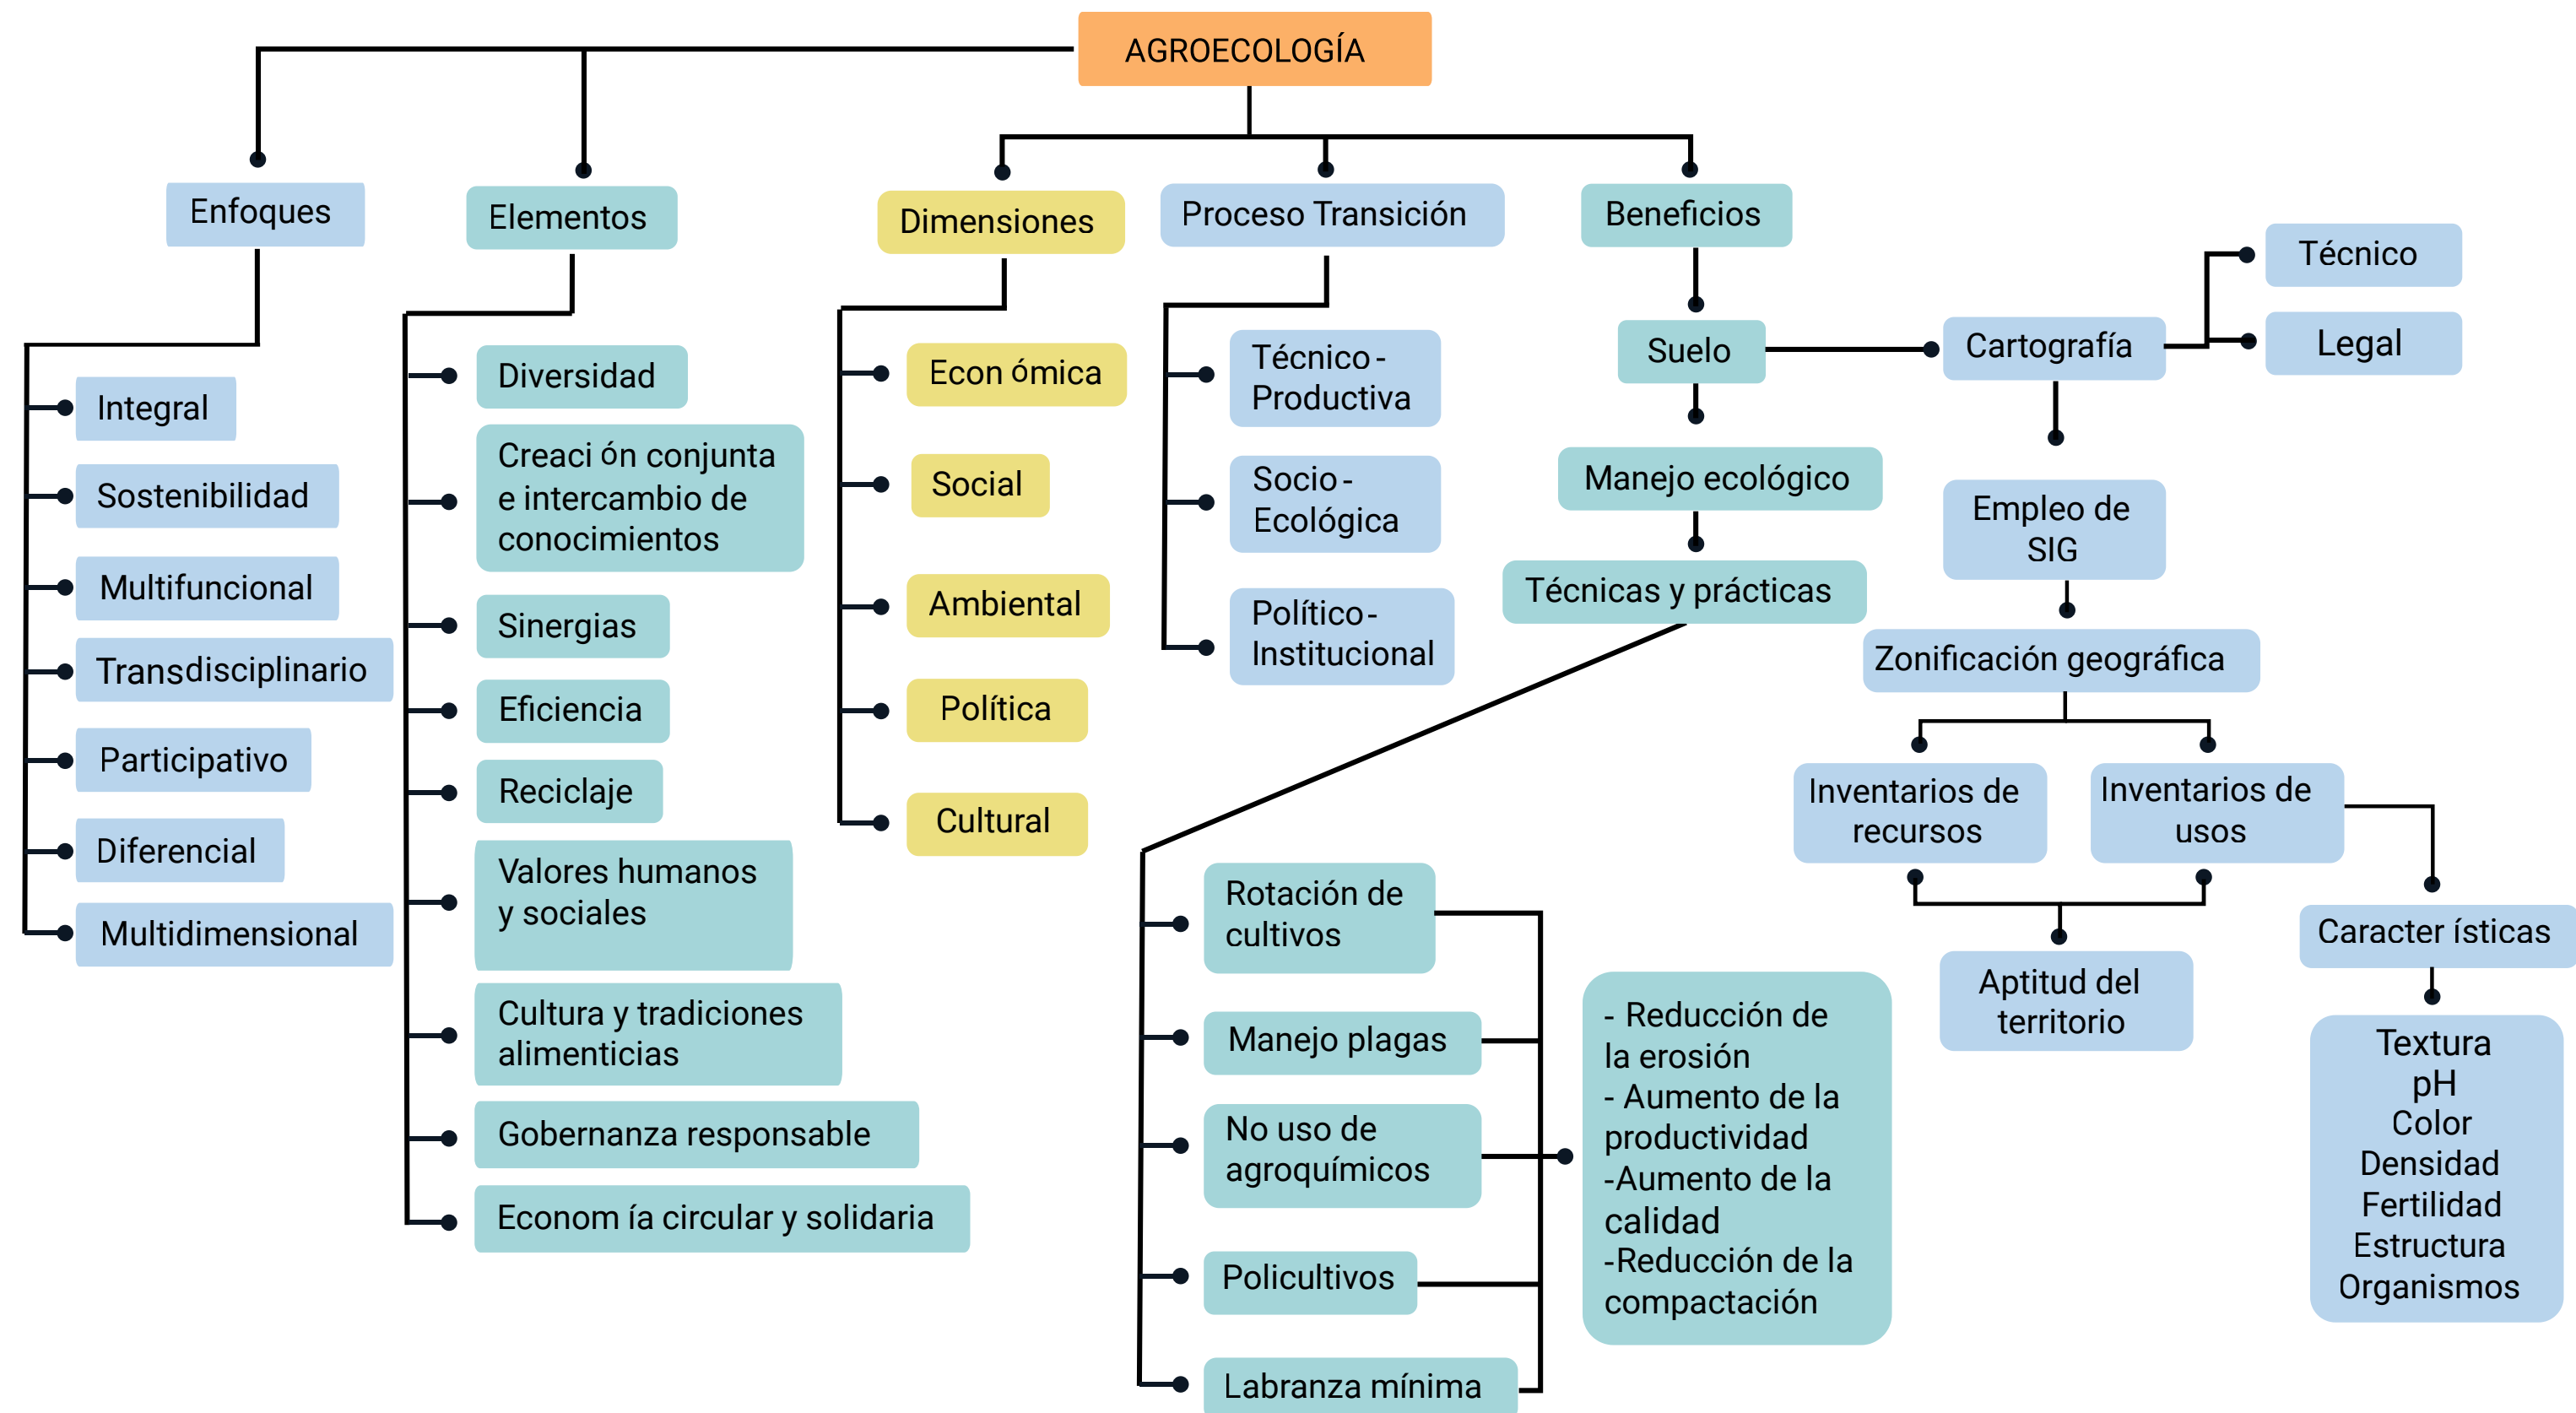 AGROECOLOGÍA
Enfoques
Integral
Sostenibilidad
Multifuncional
Transdisciplinario
Participativo
Diferencial
Multidimensional
Elementos
Diversidad
Creaci ón conjunta
e intercambio de
conocimientos
Sinergias
Eficiencia
Reciclaje
Valores humanos
y sociales
Cultura y tradiciones
alimenticias
Gobernanza responsable
Econom ía circular y solidaria
Dimensiones
Econ ómica
Social
Ambiental
Política
Cultural
Proceso Transición
Técnico-
Productiva
Socio-
Ecológica
Político-
Institucional
Beneficios
Suelo
Manejo ecológico
Técnicas y prácticas
Rotación de
cultivos
Manejo plagas
No uso de
agroquímicos
Policultivos
Labranza mínima
- Reducción de
la erosión
- Aumento de la
productividad
-Aumento de la
calidad
-Reducción de la
compactación
Cartografía
Técnico
Legal
Empleo de
SIG
Zonificación geográfica
Inventarios de
recursos
Inventarios de
usos
Aptitud del
territorio
Caracter ísticas
Textura
pH
Color
Densidad
Fertilidad
Estructura
Organismos